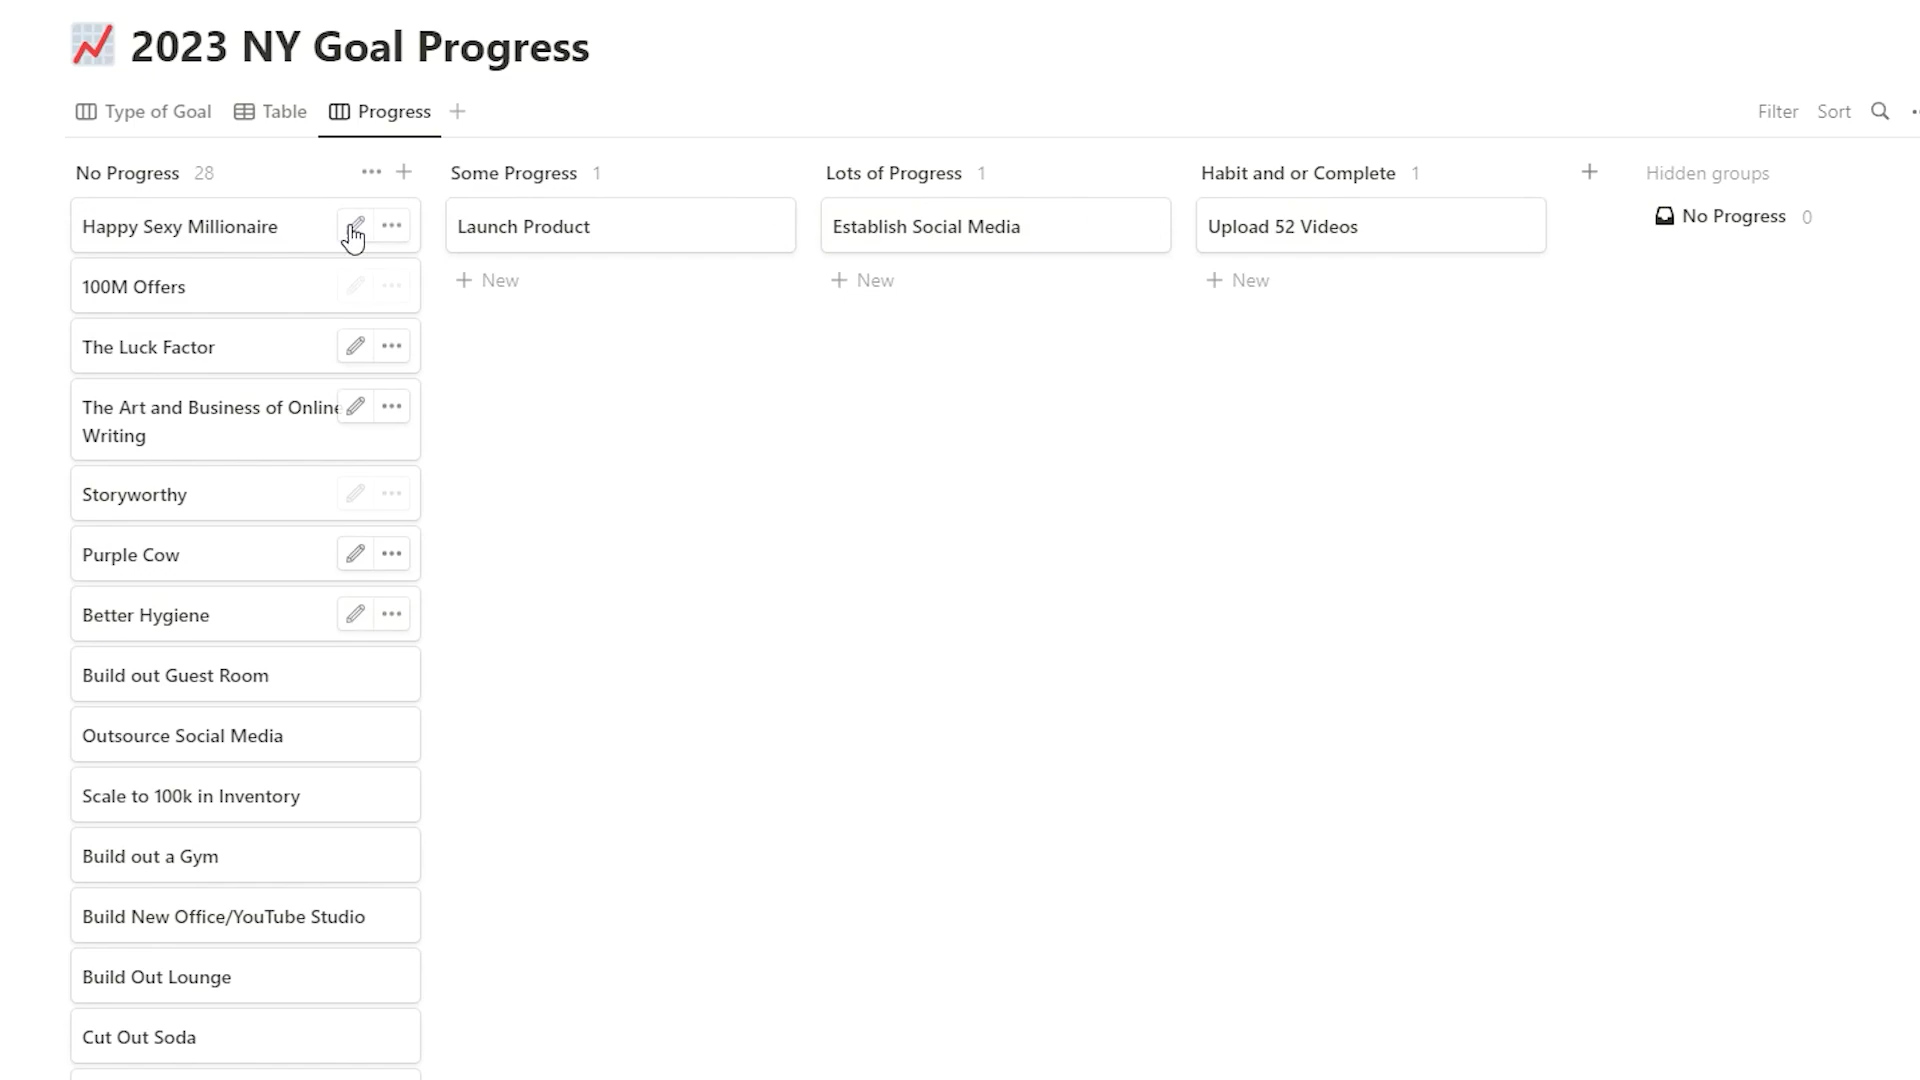 2023 NY Goal Progress
Type of Goal
Table
Progress
Filter
Sort
No Progress 28
Happy Sexy Millionaire
100M Offers
The Luck Factor
The Art and Business of Online
Writing
Storyworthy
Purple Cow
Better Hygiene
Build out Guest Room
Outsource Social Media
Scale to 100k in Inventory
Build out a Gym
Build New Office/YouTube Studio
Build Out Lounge
Cut Out Soda
Some Progress 1
Launch Product
+ New
Lots of Progress 1
Establish Social Media
+ New
Habit and or Complete 1
Upload 52 Videos
+ New
Hidden groups
No Progress 0